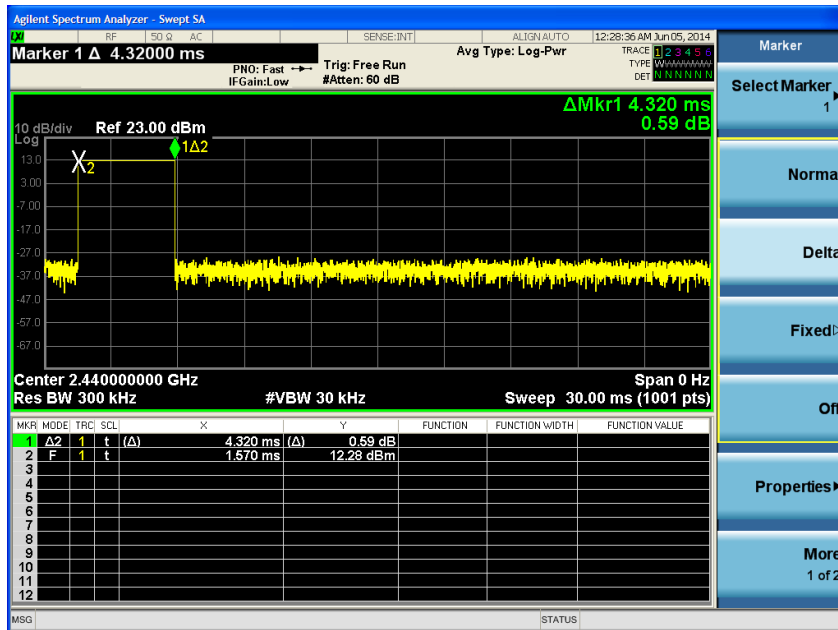 Agilent Spectrum Analyzer - Swept SA
LXI RF 50 Ω AC SENSE:INT ALIGN AUTO 12:28:36 AM Jun 05, 2014
Marker 1 Δ 4.32000 ms
PNO: Fast
IFGain:Low
Trig: Free Run
#Atten: 60 dB
Avg Type: Log-Pwr
TRACE 1 2 3 4 5 6
TYPE WWWWWW
DET N N N N N N
ΔMkr1 4.320 ms
0.59 dB
10 dB/div Ref 23.00 dBm
Log
1Δ2
13.0
2
3.00
-7.00
-17.0
-27.0
-37.0
-47.0
-57.0
-67.0
Center 2.440000000 GHz Span 0 Hz
Res BW 300 kHz #VBW 30 kHz Sweep 30.00 ms (1001 pts)
MKR MODE TRC SCL X Y FUNCTION FUNCTION WIDTH FUNCTION VALUE
1 Δ2 1 t (Δ) 4.320 ms (Δ) 0.59 dB
2 F 1 t 1.570 ms 12.28 dBm
3
4
5
6
7
8
9
10
11
12
MSG STATUS
Marker
Select Marker
1
Norma
Delta
Fixed
Off
Properties
More
1 of 2